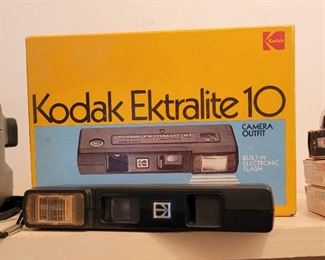 Kodak
Kodak Ektralite 10
CAMERA
OUTFIT
BUILT-IN
ELECTRONIC
FLASH